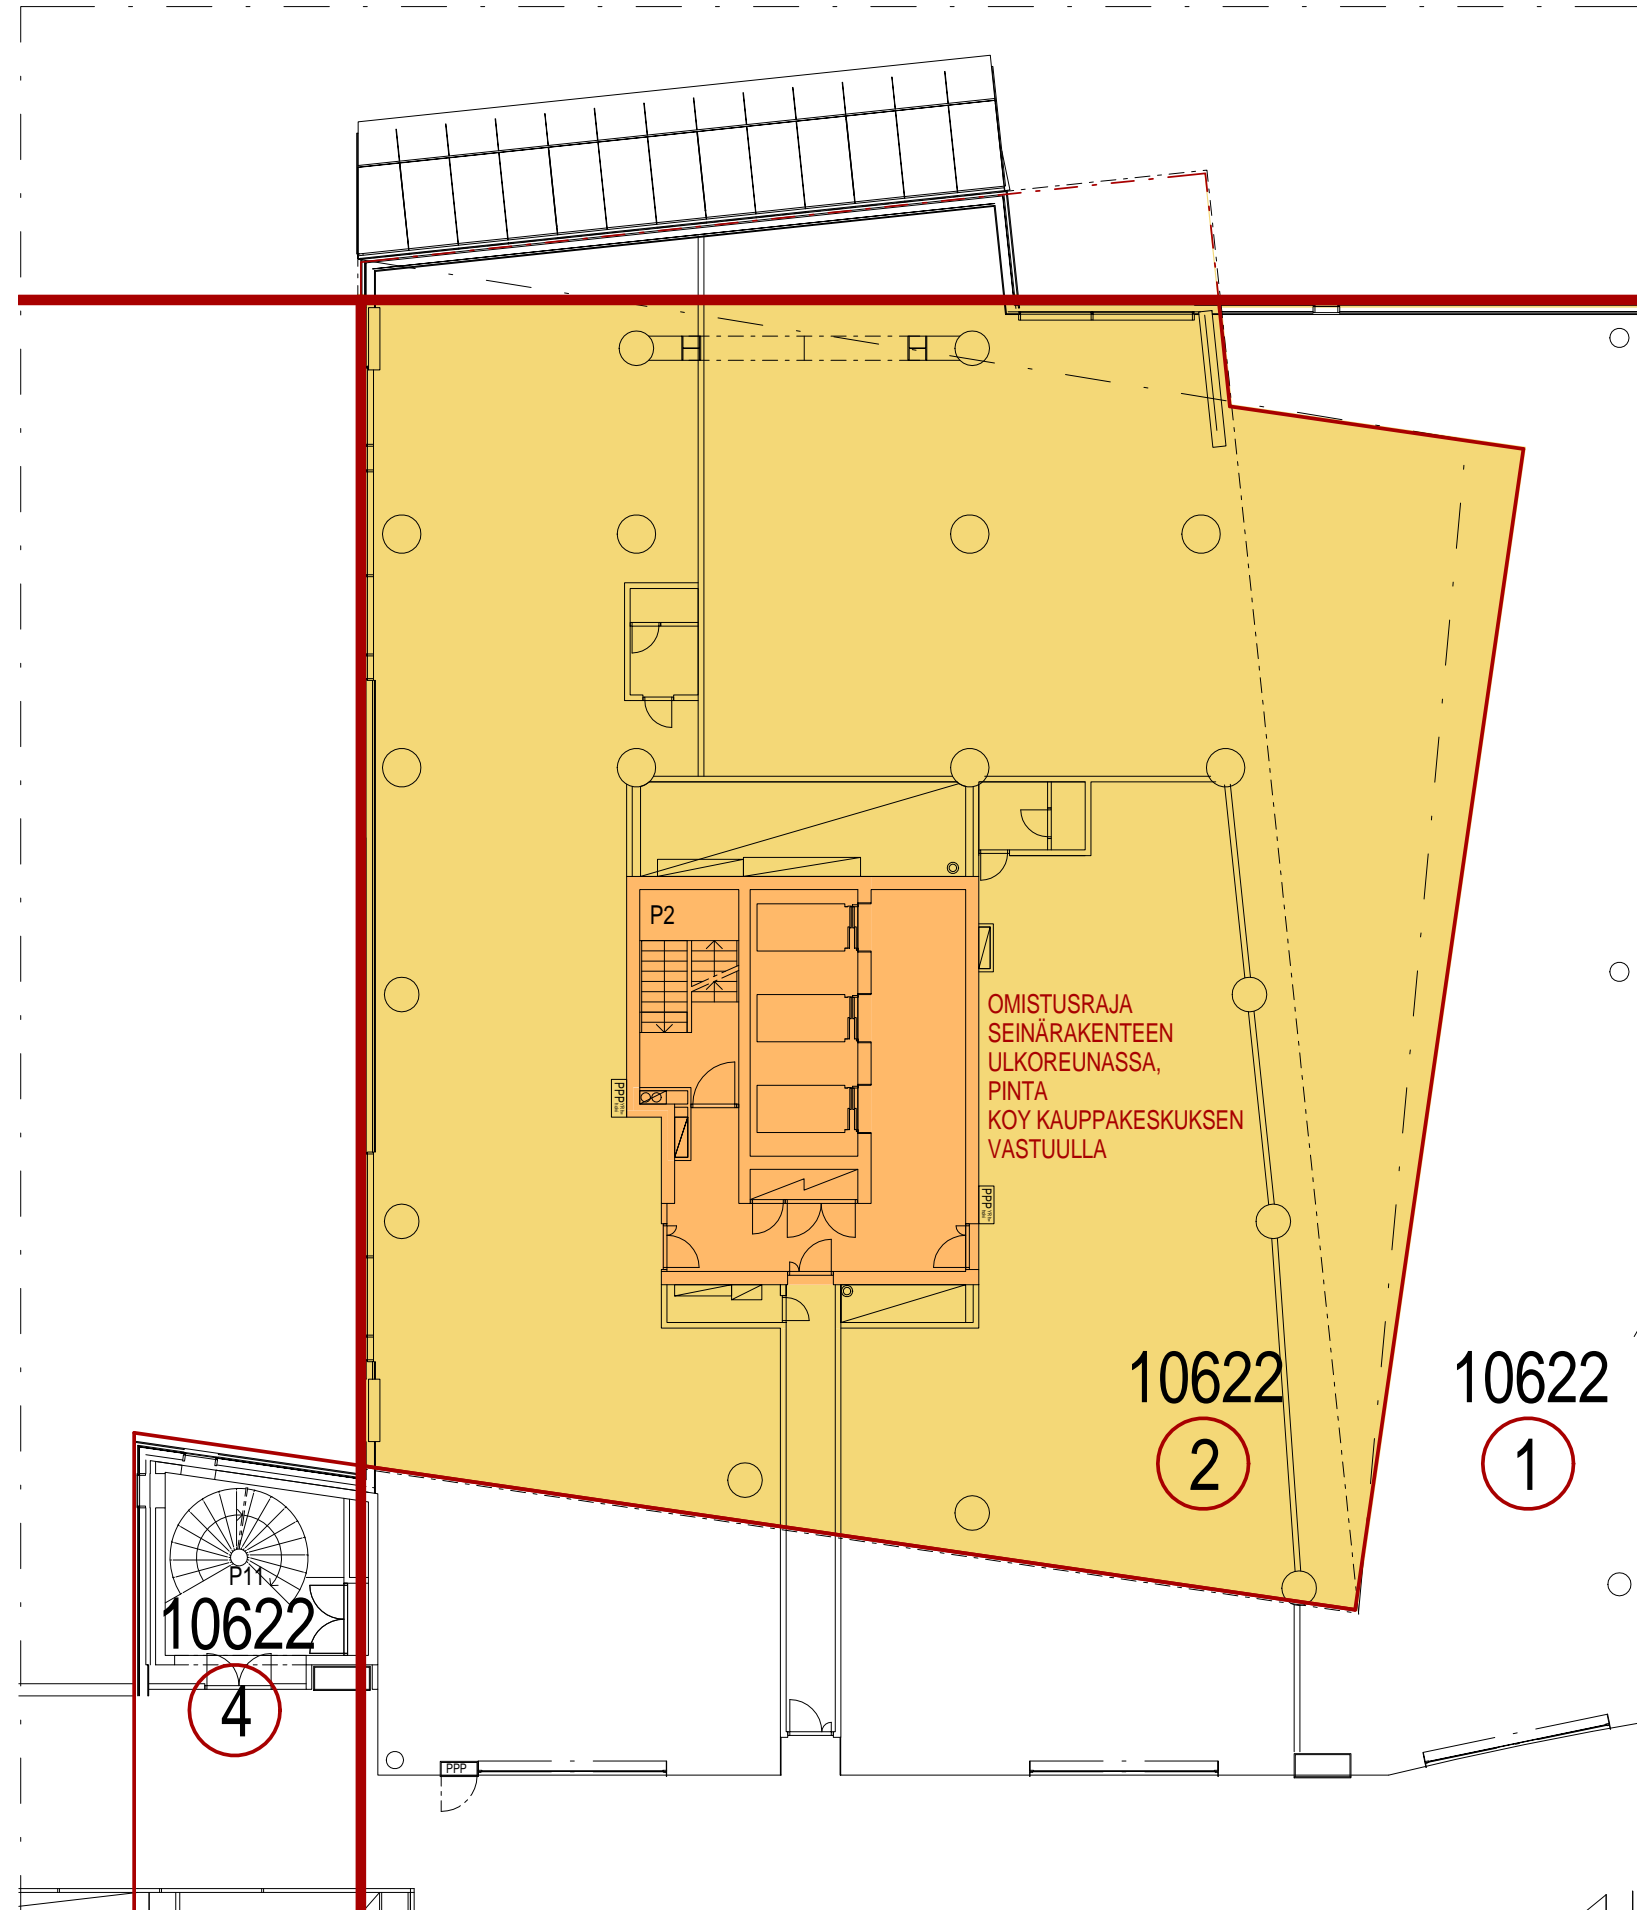 P2
OMISTUSRAJA
SEINÄRAKENTEEN
ULKOREUNASSA,
PINTA
KOY KAUPPAKESKUKSEN
VASTUULLA
PPP
PPP
10622
2
10622
1
P11
10622
4
PPP